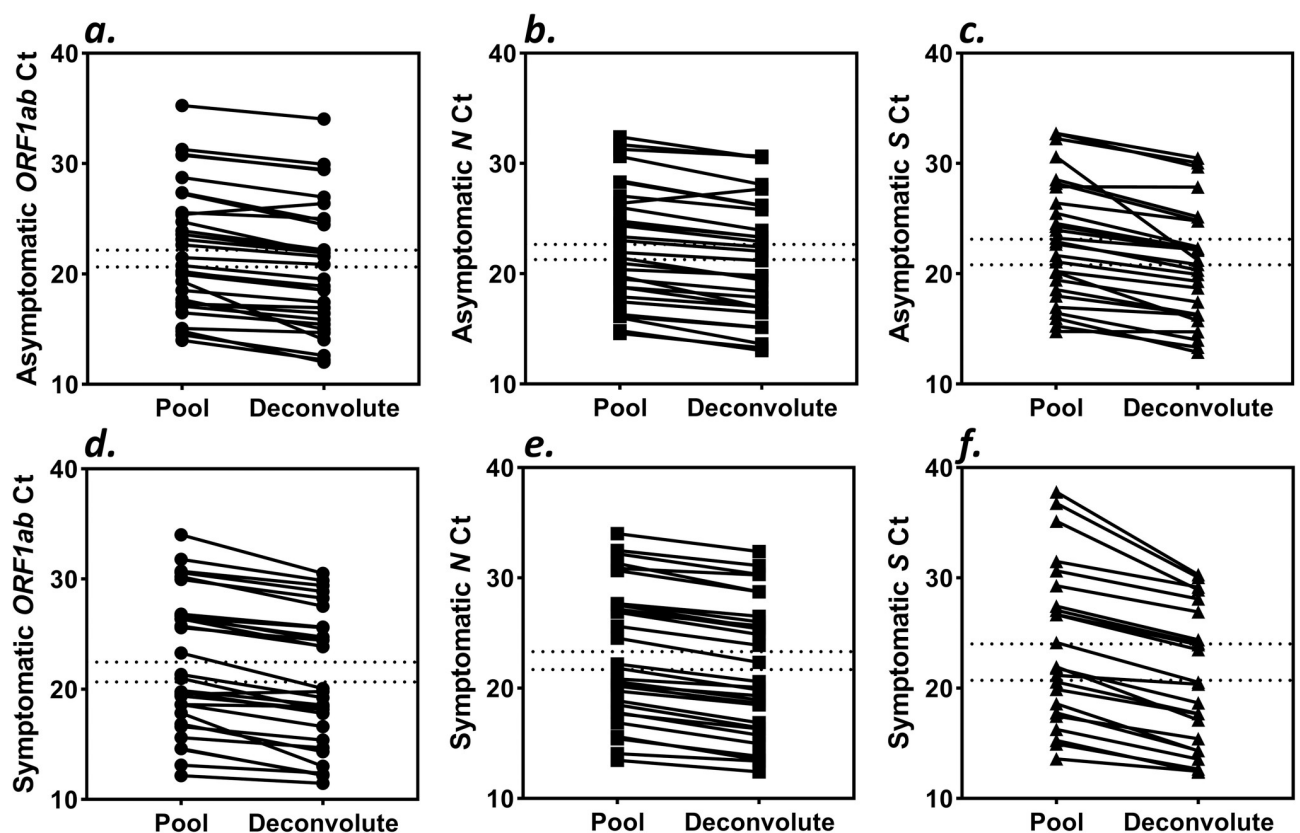 a.
Asymptomatic ORF1ab Ct
40
30
20
10
Pool Deconvolute
b.
Asymptomatic N Ct
40
30
20
10
Pool Deconvolute
c.
Asymptomatic S Ct
40
30
20
10
Pool Deconvolute
d.
Symptomatic ORF1ab Ct
40
30
20
10
Pool Deconvolute
e.
Symptomatic N Ct
40
30
20
10
Pool Deconvolute
f.
Symptomatic S Ct
40
30
20
10
Pool Deconvolute